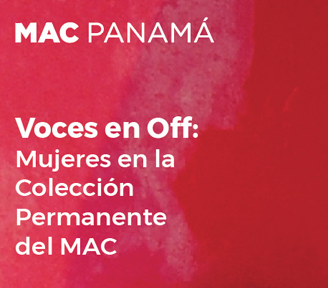 MAC PANAMÁ
Voces en Off:
Mujeres en la
Colección
Permanente
del MAC